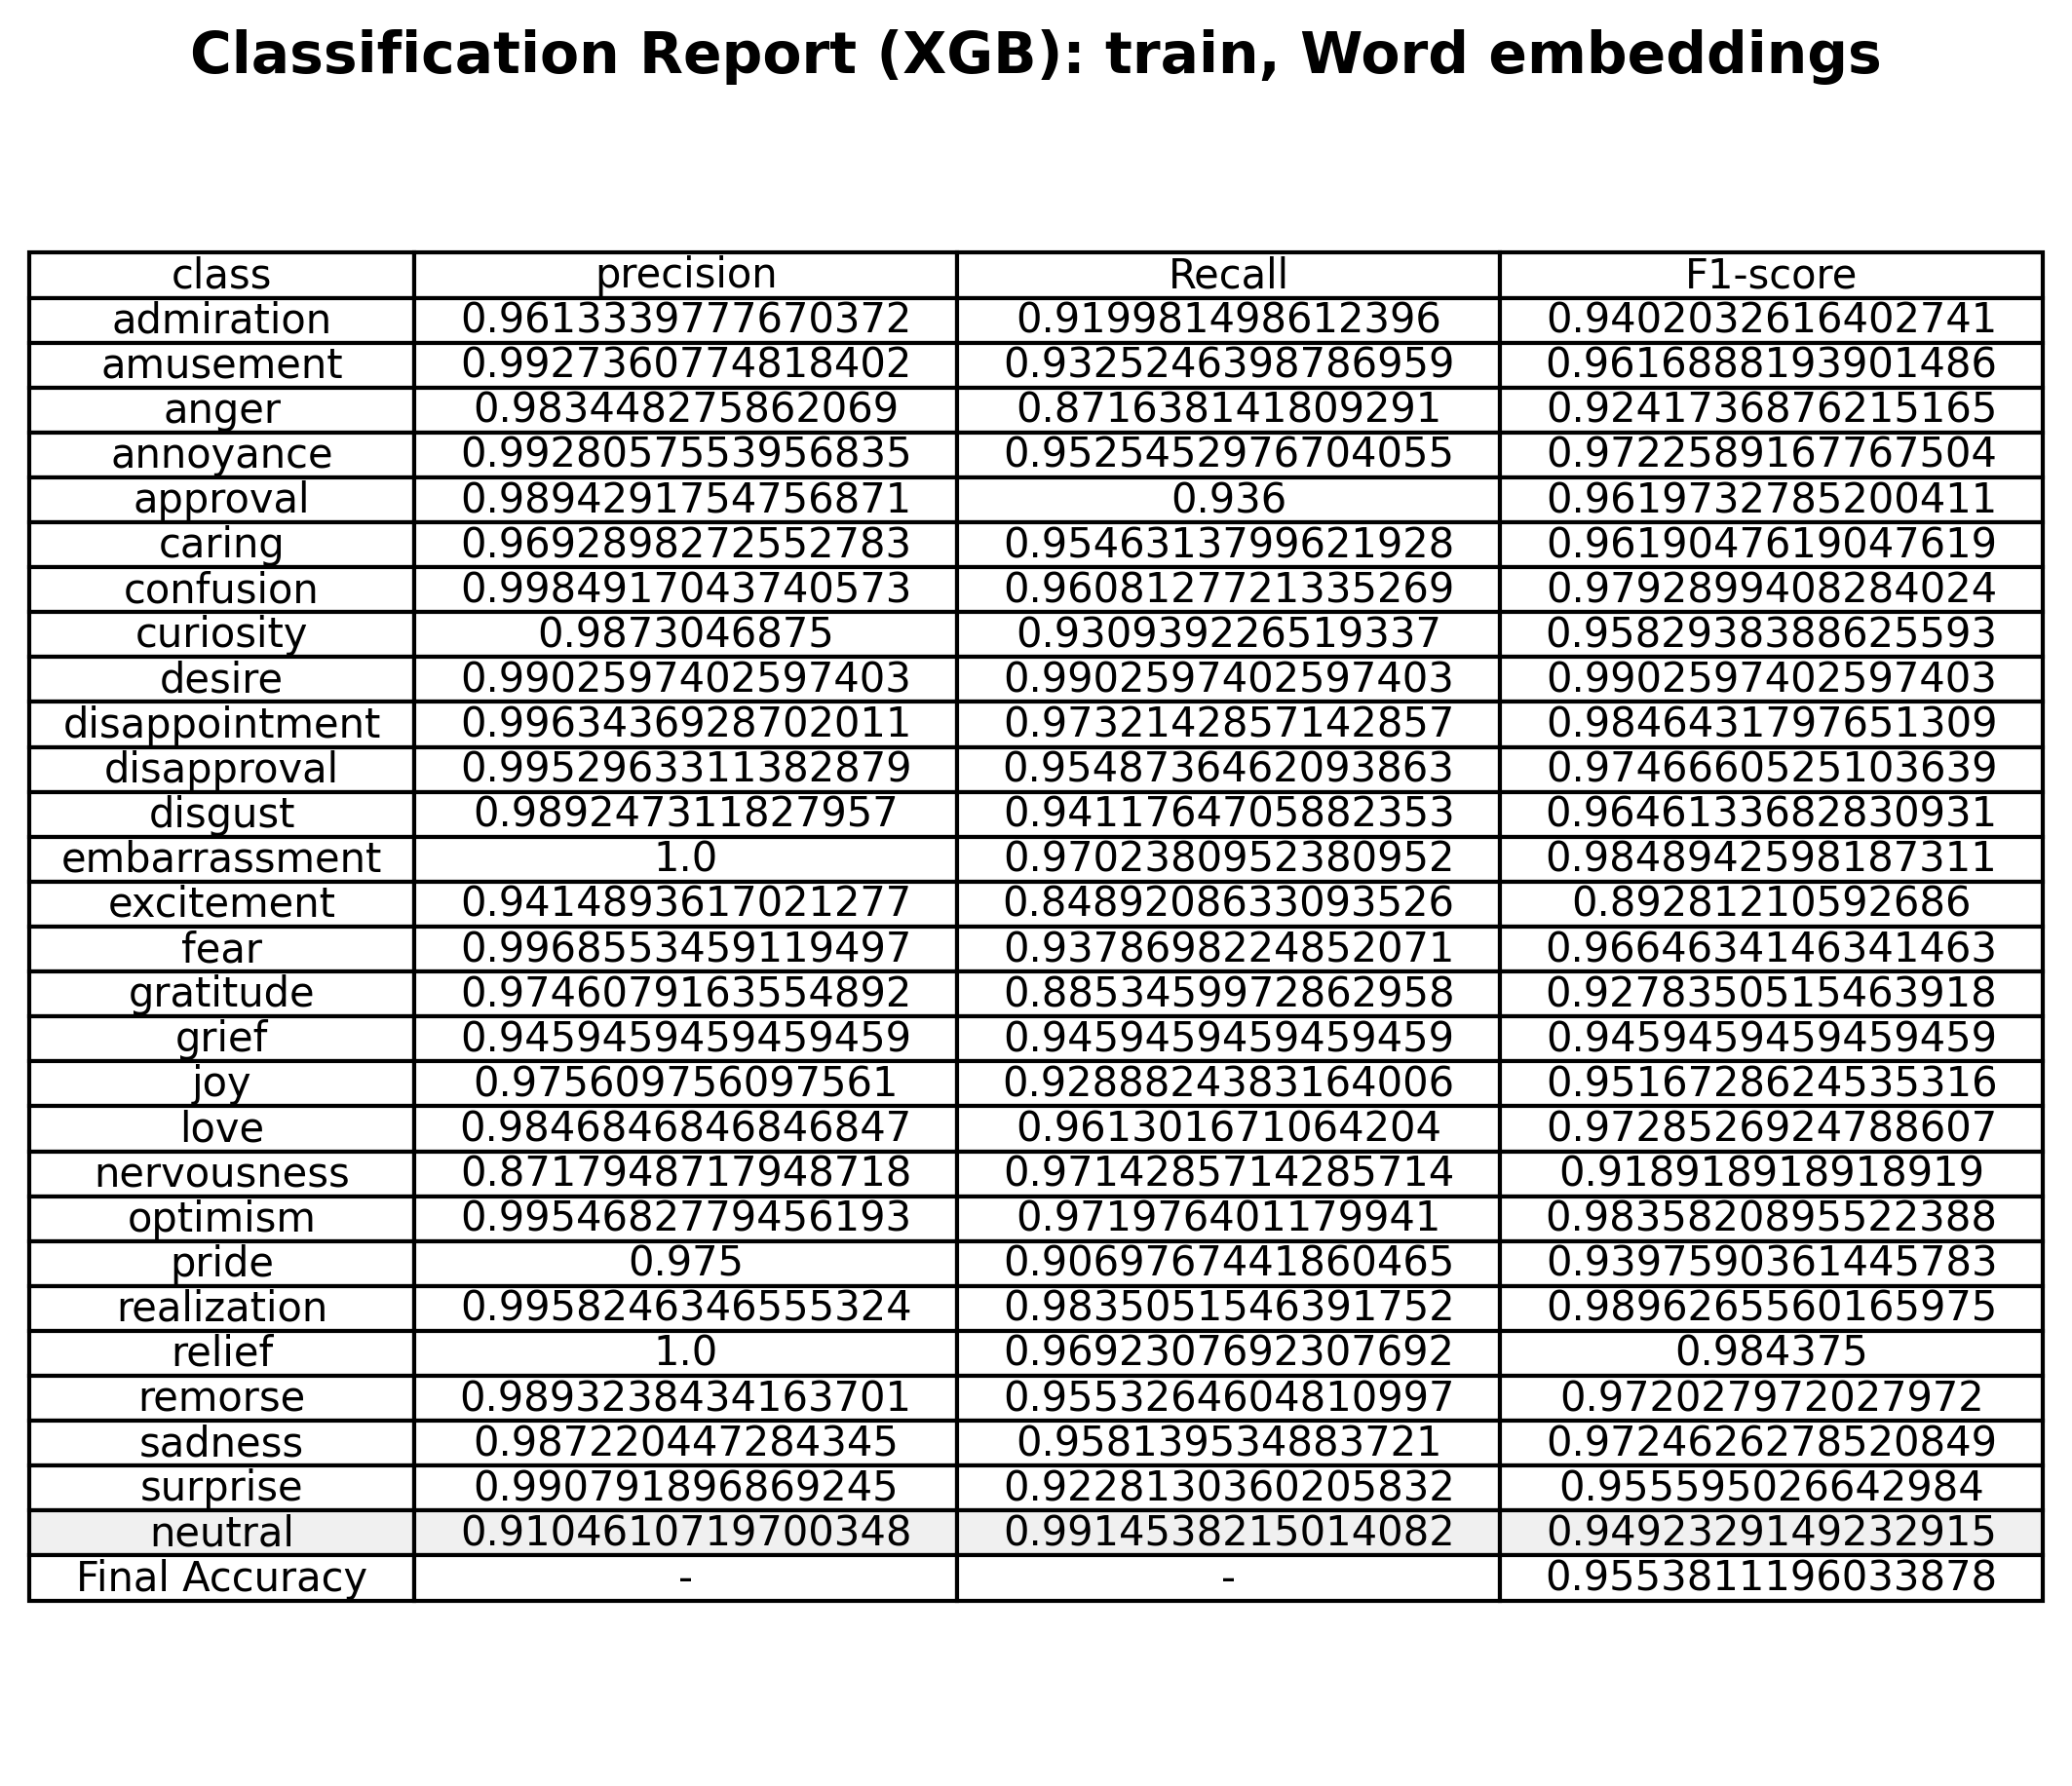 Classification Report (XGB): train, Word embeddings
class precision Recall F1-score
admiration 0.9613339777670372 0.919981498612396 0.9402032616402741
amusement 0.9927360774818402 0.9325246398786959 0.9616888193901486
anger 0.983448275862069 0.871638141809291 0.9241736876215165
annoyance 0.9928057553956835 0.9525452976704055 0.9722589167767504
approval 0.9894291754756871 0.936 0.9619732785200411
caring 0.9692898272552783 0.9546313799621928 0.9619047619047619
confusion 0.9984917043740573 0.9608127721335269 0.9792899408284024
curiosity 0.9873046875 0.930939226519337 0.9582938388625593
desire 0.9902597402597403 0.9902597402597403 0.9902597402597403
disappointment 0.9963436928702011 0.9732142857142857 0.9846431797651309
disapproval 0.9952963311382879 0.9548736462093863 0.9746660525103639
disgust 0.989247311827957 0.9411764705882353 0.9646133682830931
embarrassment 1.0 0.9702380952380952 0.9848942598187311
excitement 0.9414893617021277 0.8489208633093526 0.89281210592686
fear 0.9968553459119497 0.9378698224852071 0.9664634146341463
gratitude 0.9746079163554892 0.8853459972862958 0.9278350515463918
grief 0.9459459459459459 0.9459459459459459 0.9459459459459459
joy 0.975609756097561 0.9288824383164006 0.9516728624535316
love 0.9846846846846847 0.961301671064204 0.9728526924788607
nervousness 0.8717948717948718 0.9714285714285714 0.918918918918919
optimism 0.9954682779456193 0.971976401179941 0.9835820895522388
pride 0.975 0.9069767441860465 0.9397590361445783
realization 0.9958246346555324 0.9835051546391752 0.9896265560165975
relief 1.0 0.9692307692307692 0.984375
remorse 0.9893238434163701 0.9553264604810997 0.972027972027972
sadness 0.987220447284345 0.958139534883721 0.9724626278520849
surprise 0.990791896869245 0.9228130360205832 0.955595026642984
neutral 0.9104610719700348 0.9914538215014082 0.9492329149232915
Final Accuracy - - 0.9553811196033878